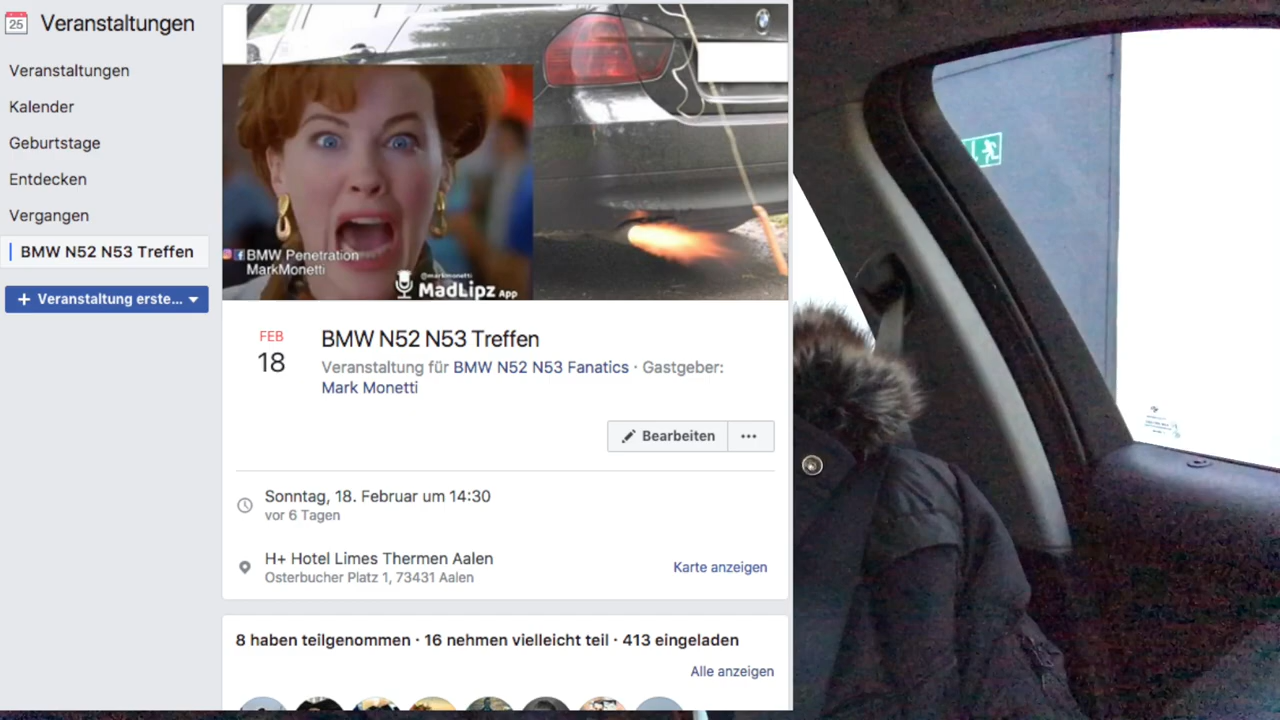 25 Veranstaltungen
Veranstaltungen
Kalender
Geburtstage
Entdecken
Vergangen
BMW N52 N53 Treffen
+ Veranstaltung erste...
BMW Penetration
MarkMonetti
@markmonetti
MadLipz App
FEB
18
BMW N52 N53 Treffen
Veranstaltung für BMW N52 N53 Fanatics · Gastgeber:
Mark Monetti
Bearbeiten
Sonntag, 18. Februar um 14:30
vor 6 Tagen
H+ Hotel Limes Thermen Aalen
Osterbucher Platz 1, 73431 Aalen
Karte anzeigen
8 haben teilgenommen · 16 nehmen vielleicht teil · 413 eingeladen
Alle anzeigen